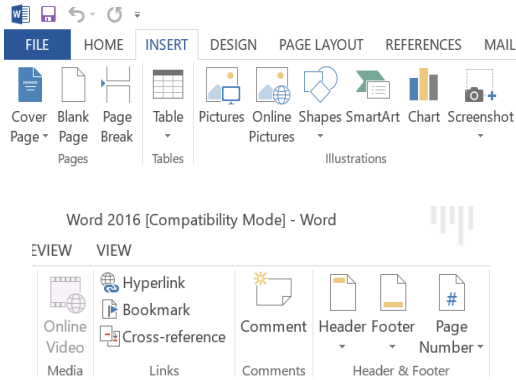 FILE HOME INSERT DESIGN PAGE LAYOUT REFERENCES MAIL
Cover Blank Page Table Pictures Online Shapes SmartArt Chart Screenshot
Page Page Break Pictures
Pages Tables Illustrations
Word 2016 [Compatibility Mode] - Word
EVIEW VIEW
Hyperlink
Bookmark
Cross-reference
Online Comment Header Footer Page
Video Number
Media Links Comments Header & Footer